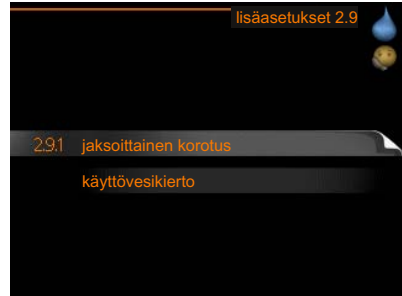 lisäasetukset 2.9
2.9.1 jaksoittainen korotus
käyttövesikierto